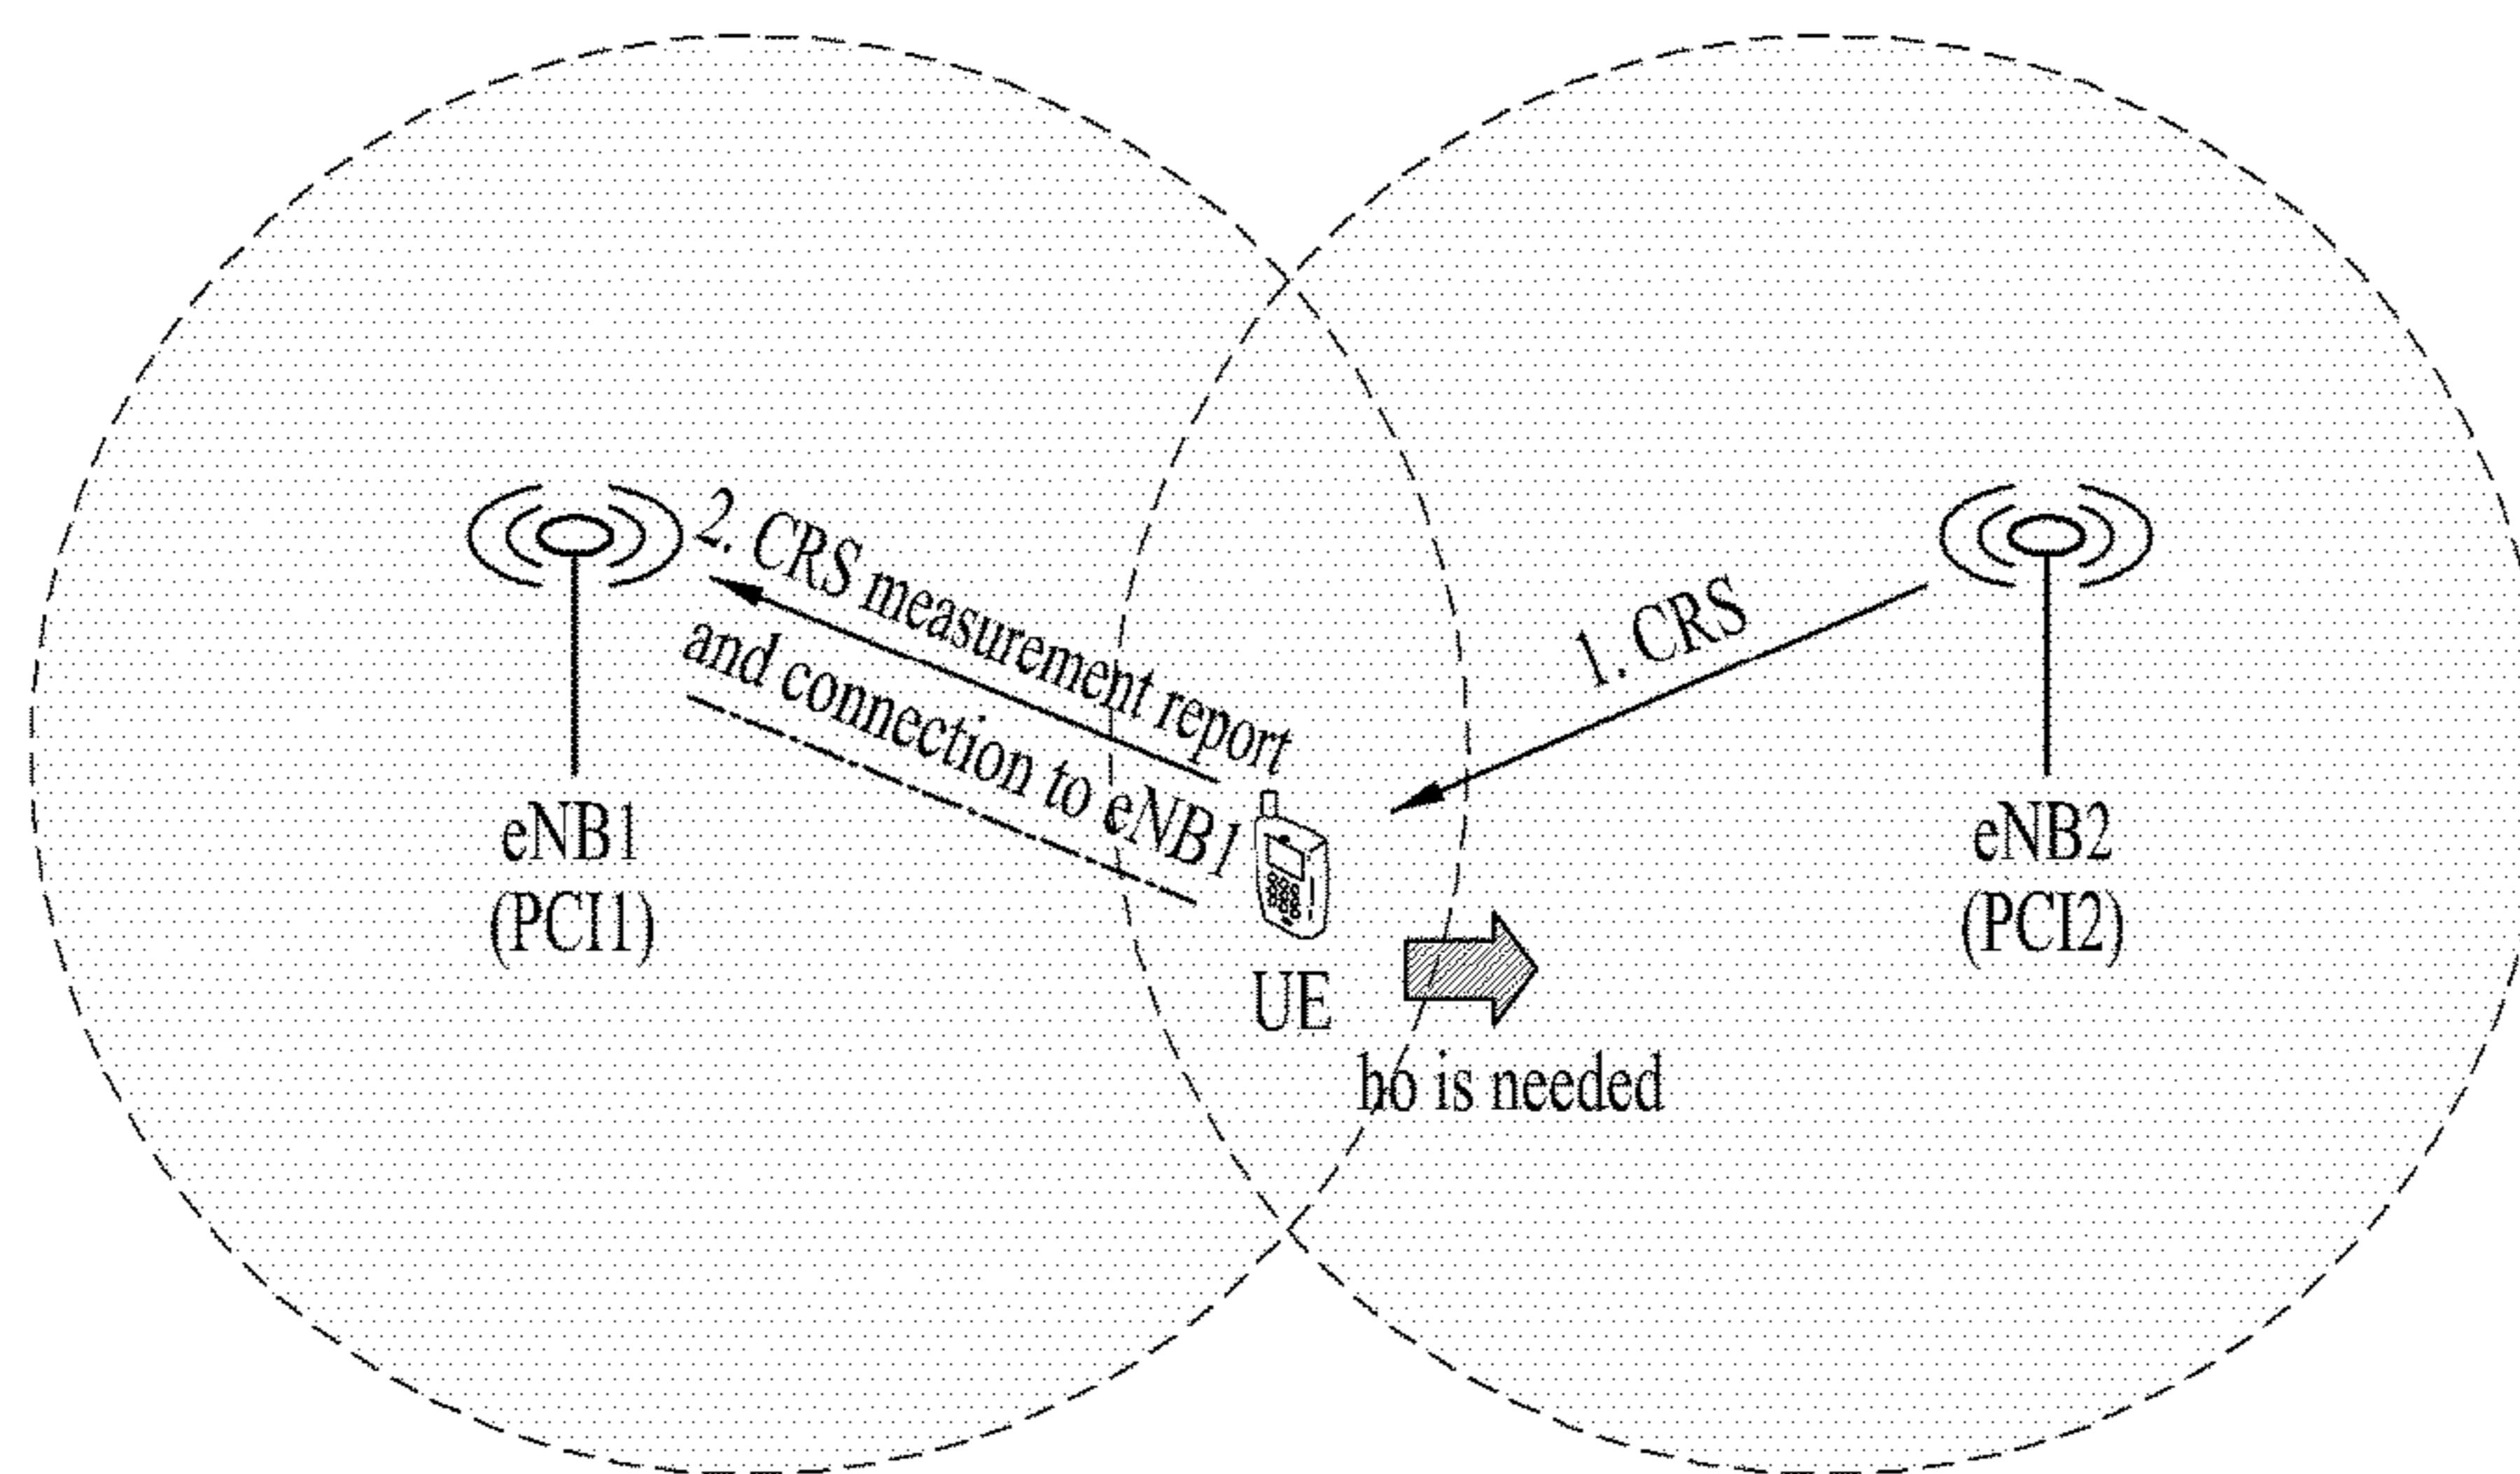 2. CRS measurement report
and connection to eNB1
1. CRS
eNB1
(PCI1)
UE
eNB2
(PCI2)
ho is needed